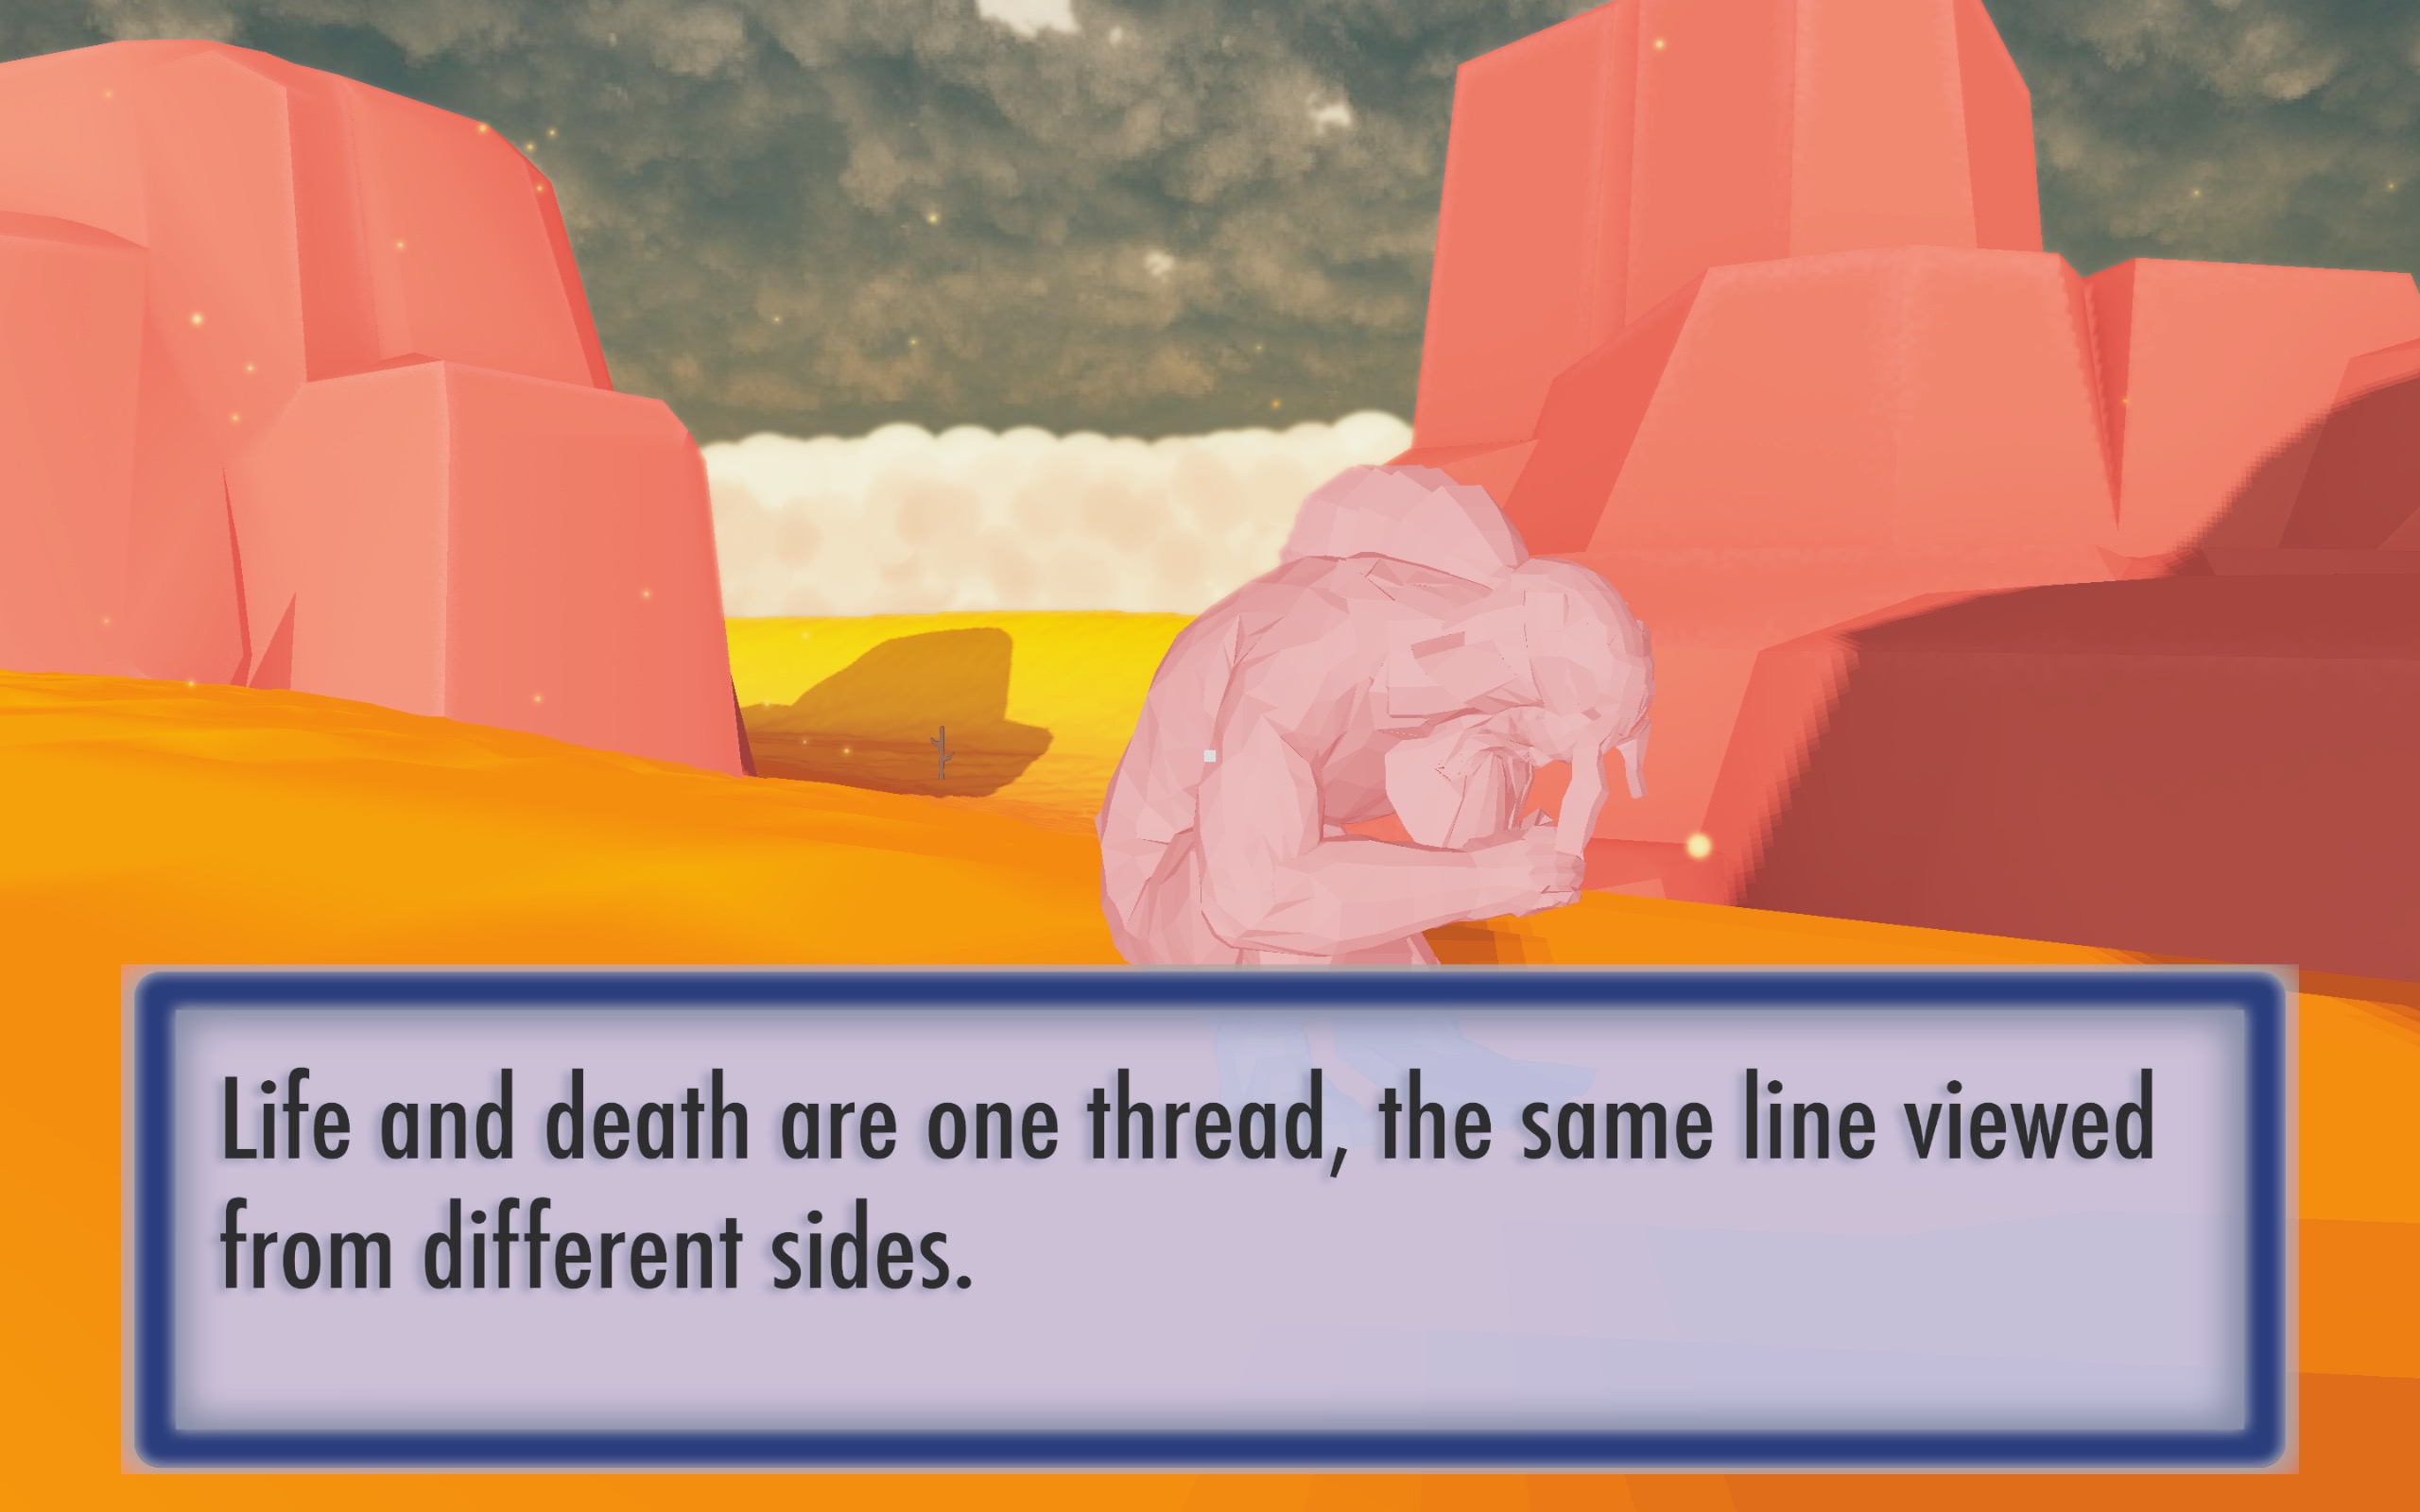 Life and death are one thread, the same line viewed
from different sides.